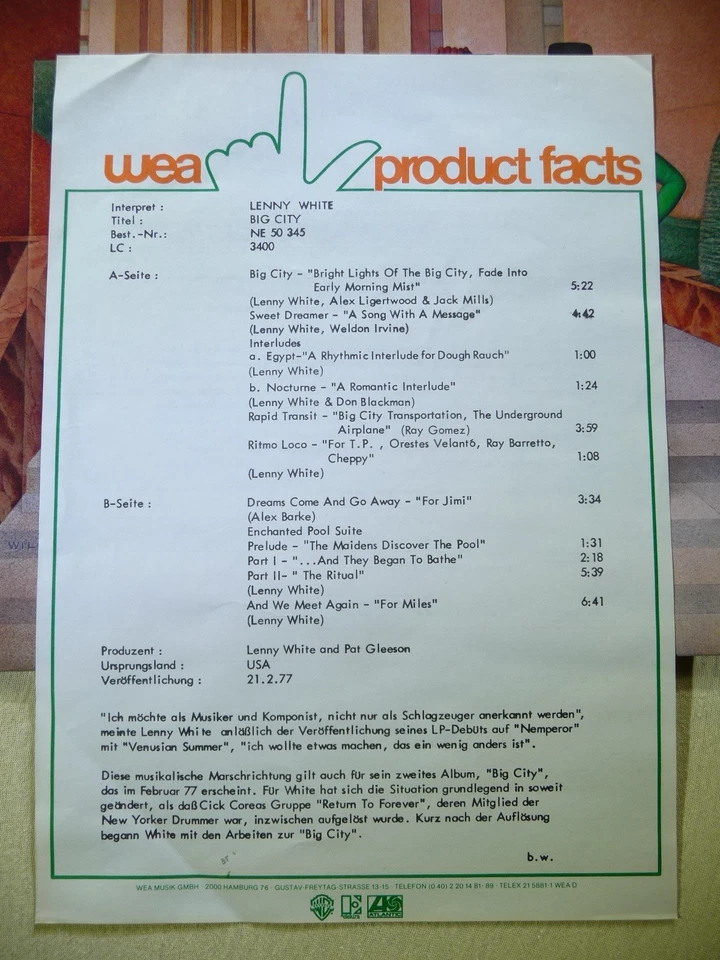 wea product facts
Interpret : LENNY WHITE
Titel : BIG CITY
Best.-Nr.: NE 50 345
LC : 3400
A-Seite : Big City - "Bright Lights Of The Big City, Fade Into
Early Morning Mist" 5:22
(Lenny White, Alex Ligertwood & Jack Mills)
Sweet Dreamer - "A Song With A Message" 4:42
(Lenny White, Weldon Irvine)
Interludes
a. Egypt-"A Rhythmic Interlude for Dough Rauch" 1:00
(Lenny White)
b. Nocturne - "A Romantic Interlude" 1:24
(Lenny White & Don Blackman)
Rapid Transit - "Big City Transportation, The Underground
Airplane" (Ray Gomez) 3:59
Ritmo Loco - "For T.P. , Orestes Velantó, Ray Barretto,
Cheppy" 1:08
(Lenny White)
B-Seite : Dreams Come And Go Away - "For Jimi" 3:34
(Alex Barke)
Enchanted Pool Suite
Prelude - "The Maidens Discover The Pool" 1:31
Part I - "...And They Began To Bathe" 2:18
Part II- " The Ritual" 5:39
(Lenny White)
And We Meet Again - "For Miles" 6:41
(Lenny White)
Produzent : Lenny White and Pat Gleeson
Ursprungsland : USA
Veröffentlichung : 21.2.77
"Ich möchte als Musiker und Komponist, nicht nur als Schlagzeuger anerkannt werden",
meinte Lenny White anläßlich der Veröffentlichung seines LP-Debüts auf "Nemperor"
mit "Venusian Summer", "ich wollte etwas machen, das ein wenig anders ist".
Diese musikalische Marschrichtung gilt auch für sein zweites Album, "Big City",
das im Februar 77 erscheint. Für White hat sich die Situation grundlegend in soweit
geändert, als daß Cick Coreas Gruppe "Return To Forever", deren Mitglied der
New Yorker Drummer war, inzwischen aufgelöst wurde. Kurz nach der Auflösung
begann White mit den Arbeiten zur "Big City".
b.w.
WEA MUSIK GMBH · 2000 HAMBURG 76 · GUSTAV-FREYTAG-STRASSE 13-15 · TELEFON (0 40) 2 20 14 81-89 · TELEX 21 5881-1 WEA D
ATLANTIC